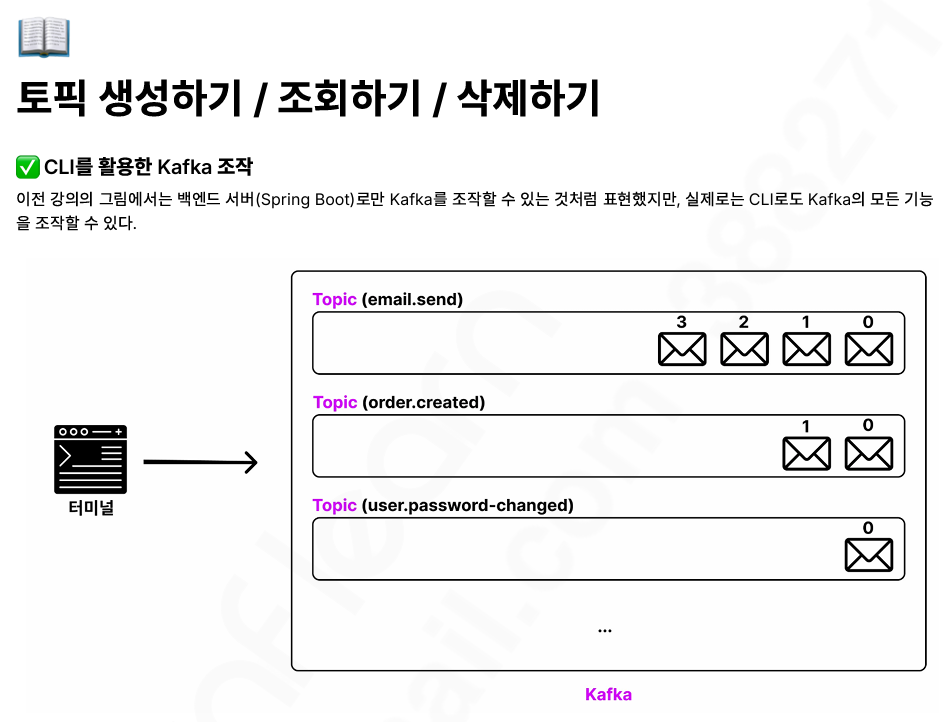 토픽 생성하기 / 조회하기 / 삭제하기
✅ CLI를 활용한 Kafka 조작
이전 강의의 그림에서는 백엔드 서버(Spring Boot)로만 Kafka를 조작할 수 있는 것처럼 표현했지만, 실제로는 CLI로도 Kafka의 모든 기능
을 조작할 수 있다.
Topic (email.send)
3 2 1 0
Topic (order.created)
1 0
터미널
Topic (user.password-changed)
0
...
Kafka